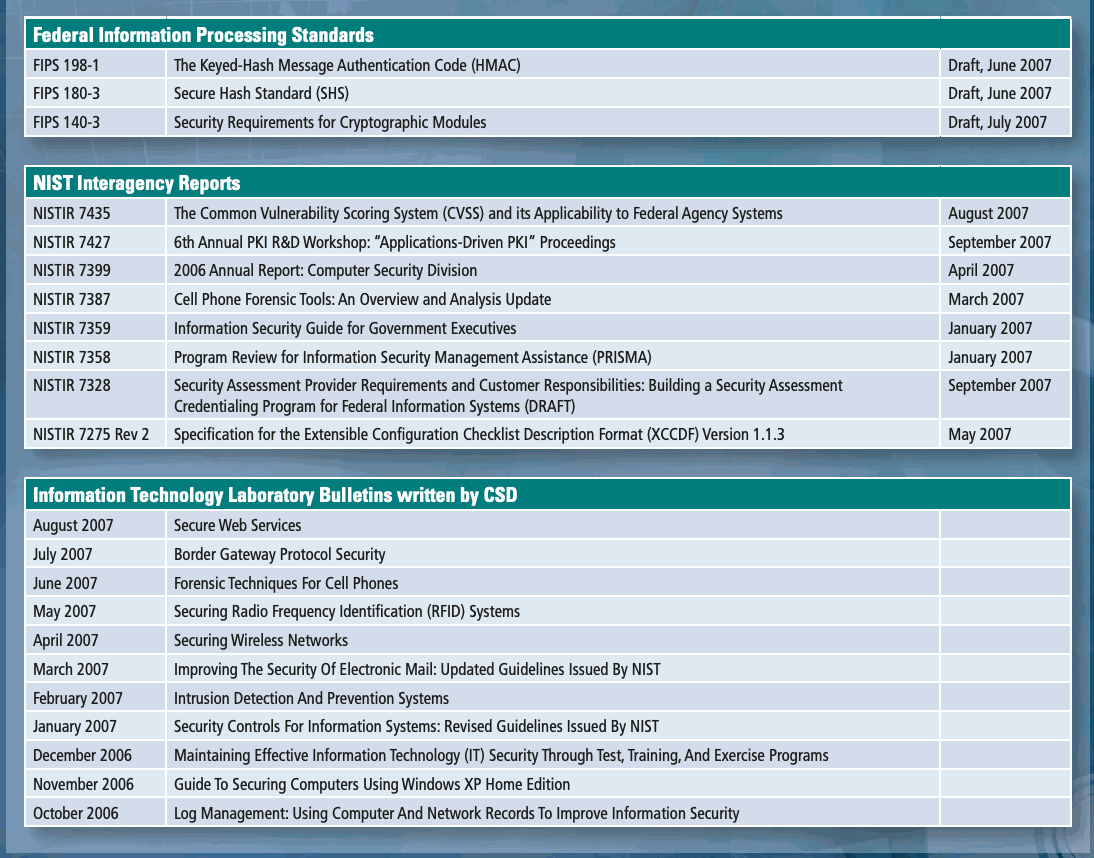 Federal Information Processing Standards
FIPS 198-1 The Keyed-Hash Message Authentication Code (HMAC) Draft, June 2007
FIPS 180-3 Secure Hash Standard (SHS) Draft, June 2007
FIPS 140-3 Security Requirements for Cryptographic Modules Draft, July 2007
NIST Interagency Reports
NISTIR 7435 The Common Vulnerability Scoring System (CVSS) and its Applicability to Federal Agency Systems August 2007
NISTIR 7427 6th Annual PKI R&D Workshop: “Applications-Driven PKI” Proceedings September 2007
NISTIR 7399 2006 Annual Report: Computer Security Division April 2007
NISTIR 7387 Cell Phone Forensic Tools: An Overview and Analysis Update March 2007
NISTIR 7359 Information Security Guide for Government Executives January 2007
NISTIR 7358 Program Review for Information Security Management Assistance (PRISMA) January 2007
NISTIR 7328 Security Assessment Provider Requirements and Customer Responsibilities: Building a Security Assessment September 2007
Credentialing Program for Federal Information Systems (DRAFT)
NISTIR 7275 Rev 2 Specification for the Extensible Configuration Checklist Description Format (XCCDF) Version 1.1.3 May 2007
Information Technology Laboratory Bulletins written by CSD
August 2007 Secure Web Services
July 2007 Border Gateway Protocol Security
June 2007 Forensic Techniques For Cell Phones
May 2007 Securing Radio Frequency Identification (RFID) Systems
April 2007 Securing Wireless Networks
March 2007 Improving The Security Of Electronic Mail: Updated Guidelines Issued By NIST
February 2007 Intrusion Detection And Prevention Systems
January 2007 Security Controls For Information Systems: Revised Guidelines Issued By NIST
December 2006 Maintaining Effective Information Technology (IT) Security Through Test, Training, And Exercise Programs
November 2006 Guide To Securing Computers Using Windows XP Home Edition
October 2006 Log Management: Using Computer And Network Records To Improve Information Security